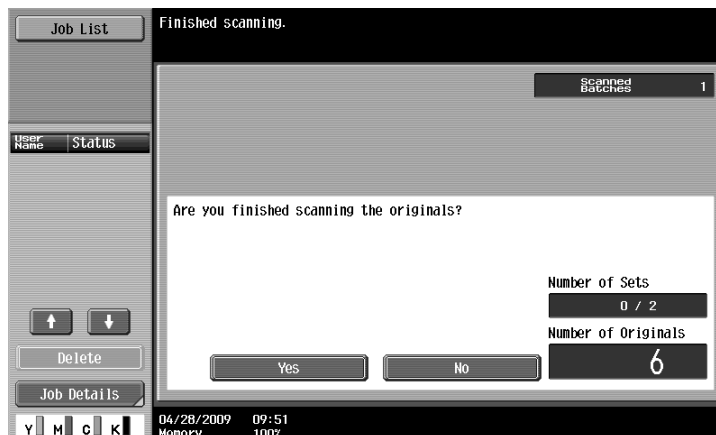 Job List
Finished scanning.
Scanned Batches 1
User Name Status
Are you finished scanning the originals?
Number of Sets
0 / 2
Number of Originals
6
Yes No
Delete
Job Details
Y M C K
04/28/2009 09:51
Memory 100%